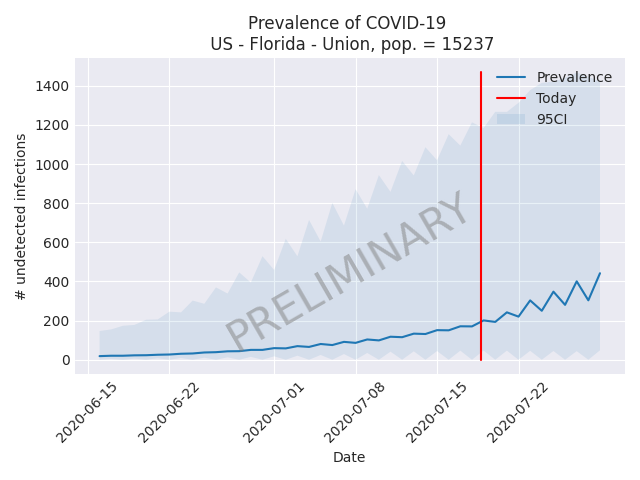 Prevalence of COVID-19
US - Florida - Union, pop. = 15237
Prevalence
Today
95CI
1400
1200
1000
800
600
400
200
0
# undetected infections
PRELIMINARY
2020-06-15
2020-06-22
2020-07-01
2020-07-08
2020-07-15
2020-07-22
Date